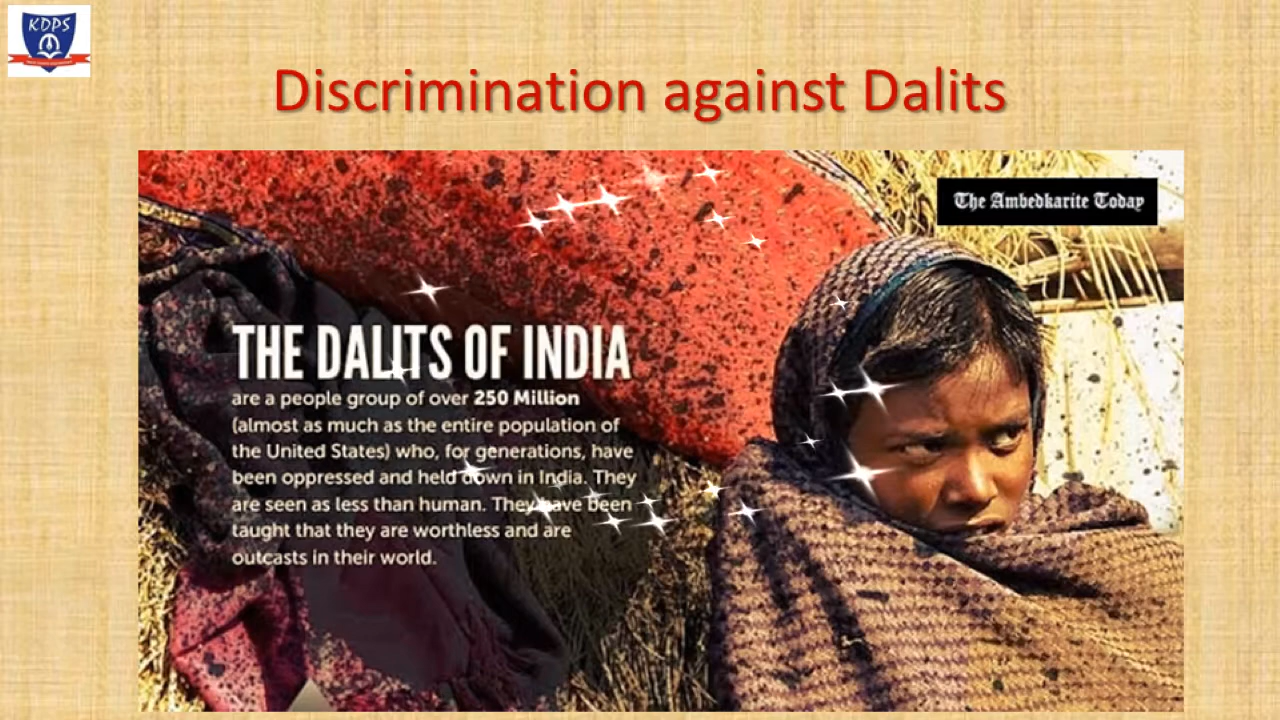 KDPS
Discrimination against Dalits
The Ambedkarite Today
THE DALITS OF INDIA
are a people group of over 250 Million
(almost as much as the entire population of
the United States) who, for generations, have
been oppressed and held down in India. They
are seen as less than human. They have been
taught that they are worthless and are
outcasts in their world.